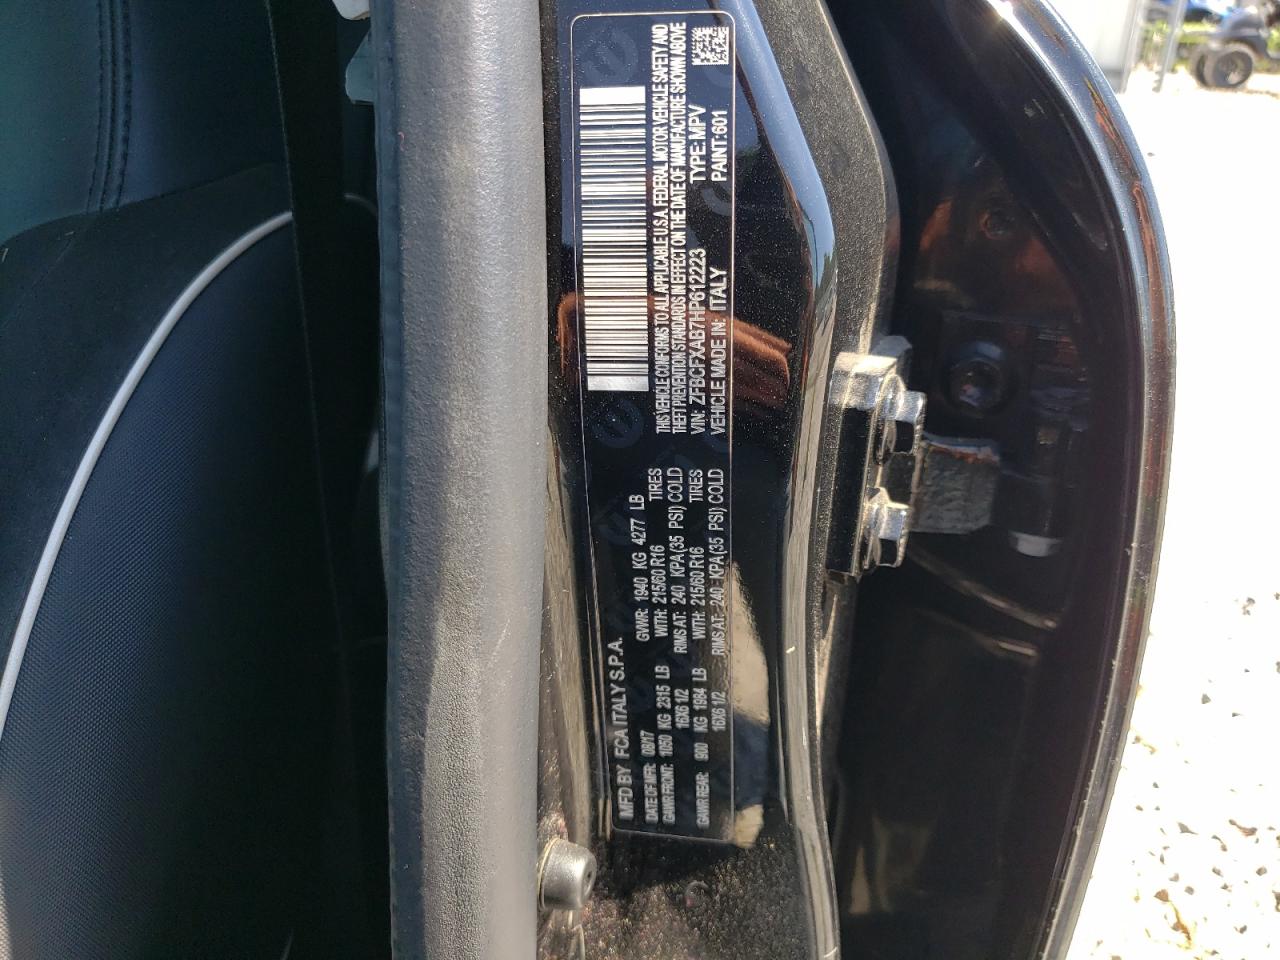 MFD BY FCA ITALY S.P.A.
DATE OF MFR: 08/17 GVWR: 1940 KG 4277 LB
GAWR FRONT: 1050 KG 2315 LB WITH: 215/60 R16 TIRES
16X6 1/2 RIMS AT: 240 KPA(35 PSI) COLD
GAWR REAR: 900 KG 1984 LB WITH: 215/60 R16 TIRES
16X6 1/2 RIMS AT: 240 KPA(35 PSI) COLD
THIS VEHICLE CONFORMS TO ALL APPLICABLE U.S.A. FEDERAL MOTOR VEHICLE SAFETY AND
THEFT PREVENTION STANDARDS IN EFFECT ON THE DATE OF MANUFACTURE SHOWN ABOVE
VIN: ZFBCFXAB7HP612223 TYPE:MPV
VEHICLE MADE IN: ITALY PAINT:601